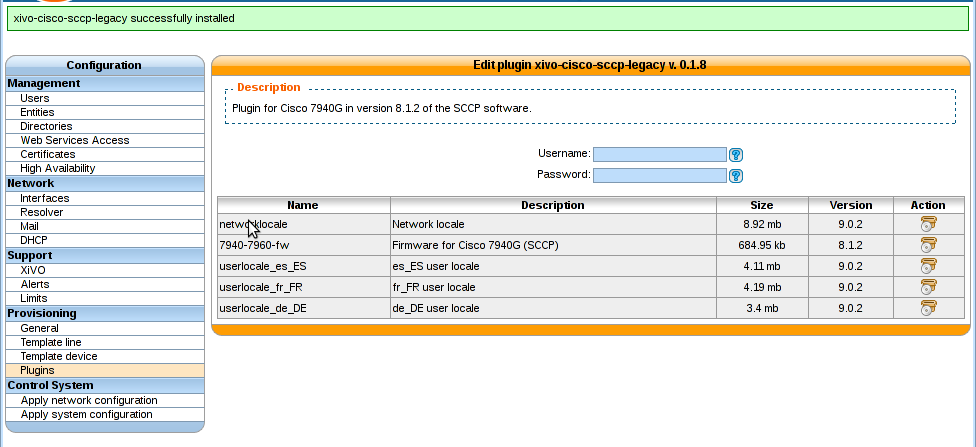 xivo-cisco-sccp-legacy successfully installed
Configuration
Management
Users
Entities
Directories
Web Services Access
Certificates
High Availability
Network
Interfaces
Resolver
Mail
DHCP
Support
XiVO
Alerts
Limits
Provisioning
General
Template line
Template device
Plugins
Control System
Apply network configuration
Apply system configuration
Edit plugin xivo-cisco-sccp-legacy v. 0.1.8
Description
Plugin for Cisco 7940G in version 8.1.2 of the SCCP software.
Username: ?
Password: ?
Name Description Size Version Action
networklocale Network locale 8.92 mb 9.0.2
7940-7960-fw Firmware for Cisco 7940G (SCCP) 684.95 kb 8.1.2
userlocale_es_ES es_ES user locale 4.11 mb 9.0.2
userlocale_fr_FR fr_FR user locale 4.19 mb 9.0.2
userlocale_de_DE de_DE user locale 3.4 mb 9.0.2